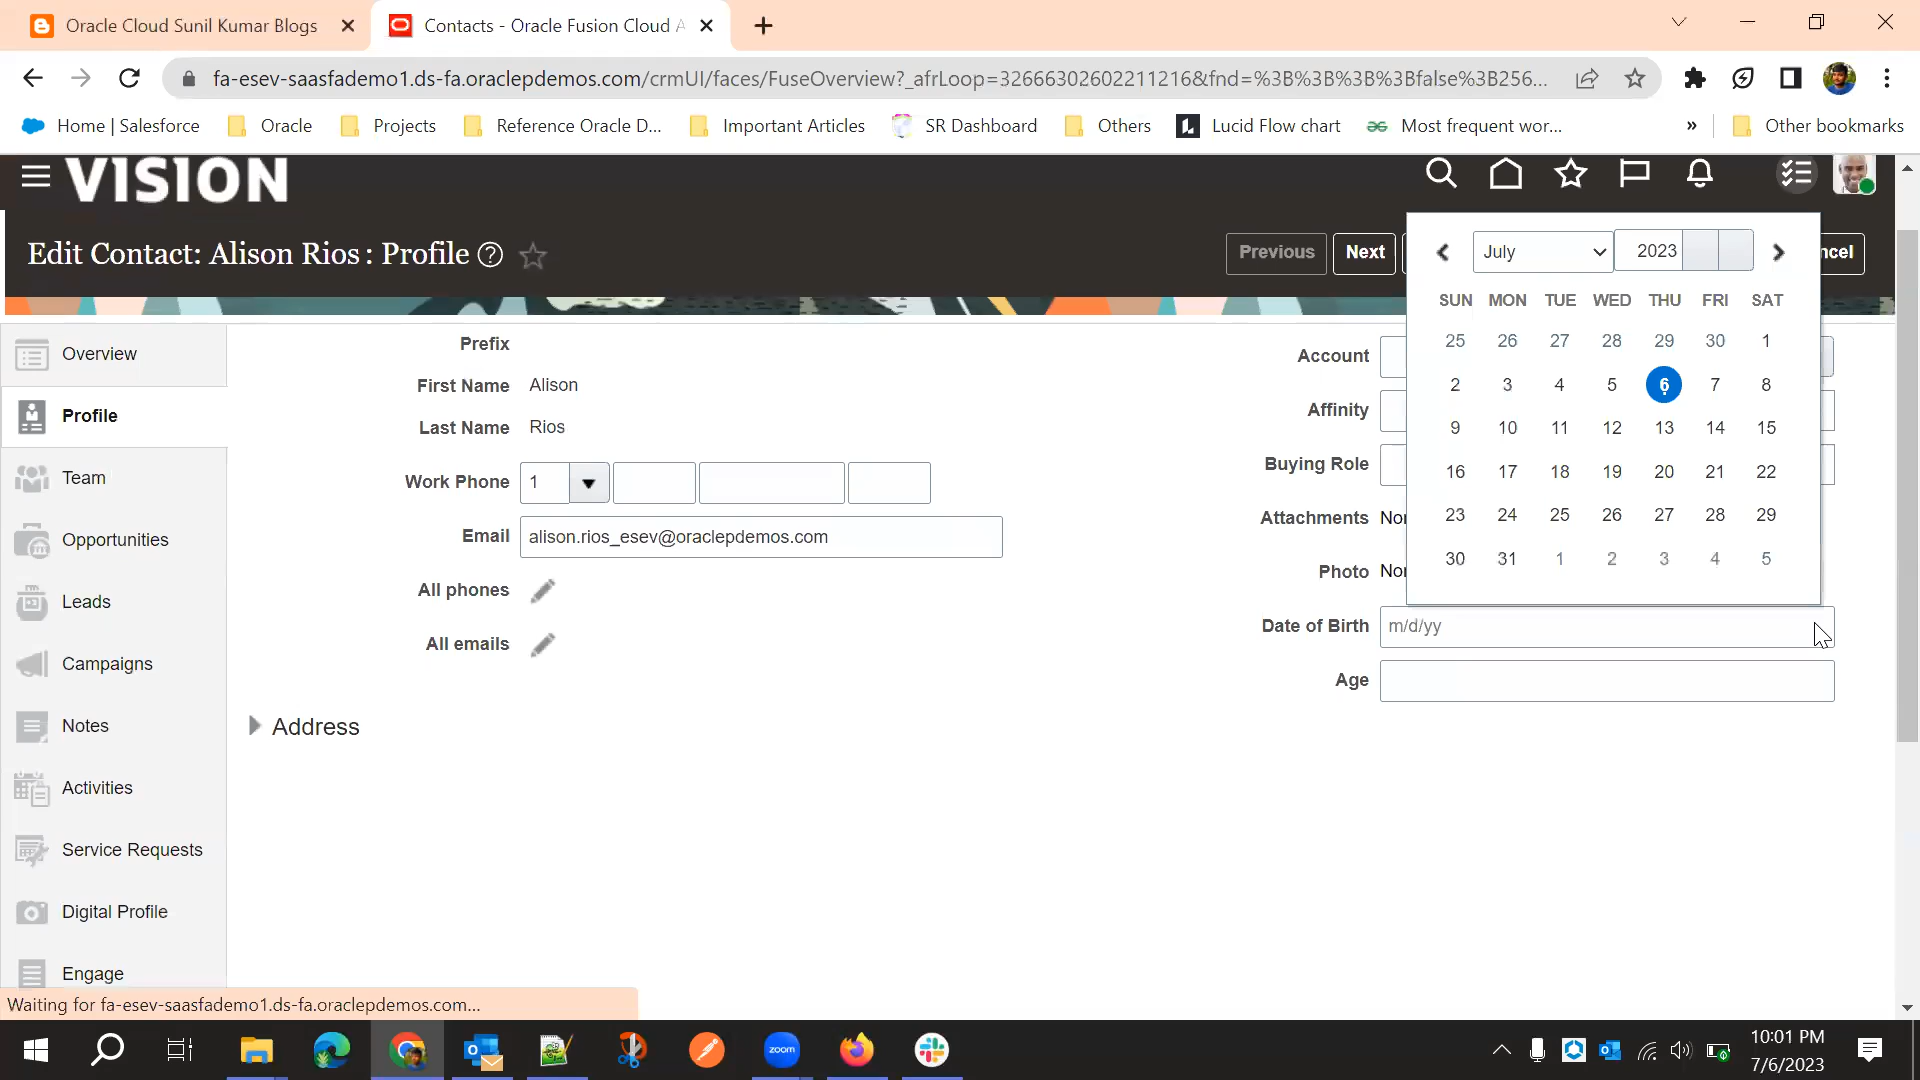 Oracle Cloud Sunil Kumar Blogs
Contacts - Oracle Fusion Cloud A
fa-esev-saasfademo1.ds-fa.oraclepdemos.com/crmUI/faces/FuseOverview?_afrLoop=32666302602211216&fnd=%3B%3B%3B%3Bfalse%3B256...
Home | Salesforce
Oracle
Projects
Reference Oracle D...
Important Articles
SR Dashboard
Others
Lucid Flow chart
Most frequent wor...
»
Other bookmarks
VISION
Edit Contact: Alison Rios : Profile
Previous
Next
ncel
July
2023
SUN MON TUE WED THU FRI SAT
25 26 27 28 29 30 1
2 3 4 5 6 7 8
9 10 11 12 13 14 15
16 17 18 19 20 21 22
23 24 25 26 27 28 29
30 31 1 2 3 4 5
Overview
Profile
Team
Opportunities
Leads
Campaigns
Notes
Activities
Service Requests
Digital Profile
Engage
Prefix
First Name Alison
Last Name Rios
Work Phone 1
Email alison.rios_esev@oraclepdemos.com
All phones
All emails
Address
Account
Affinity
Buying Role
Attachments Nor
Photo Nor
Date of Birth m/d/yy
Age
Waiting for fa-esev-saasfademo1.ds-fa.oraclepdemos.com...
zoom
10:01 PM
7/6/2023